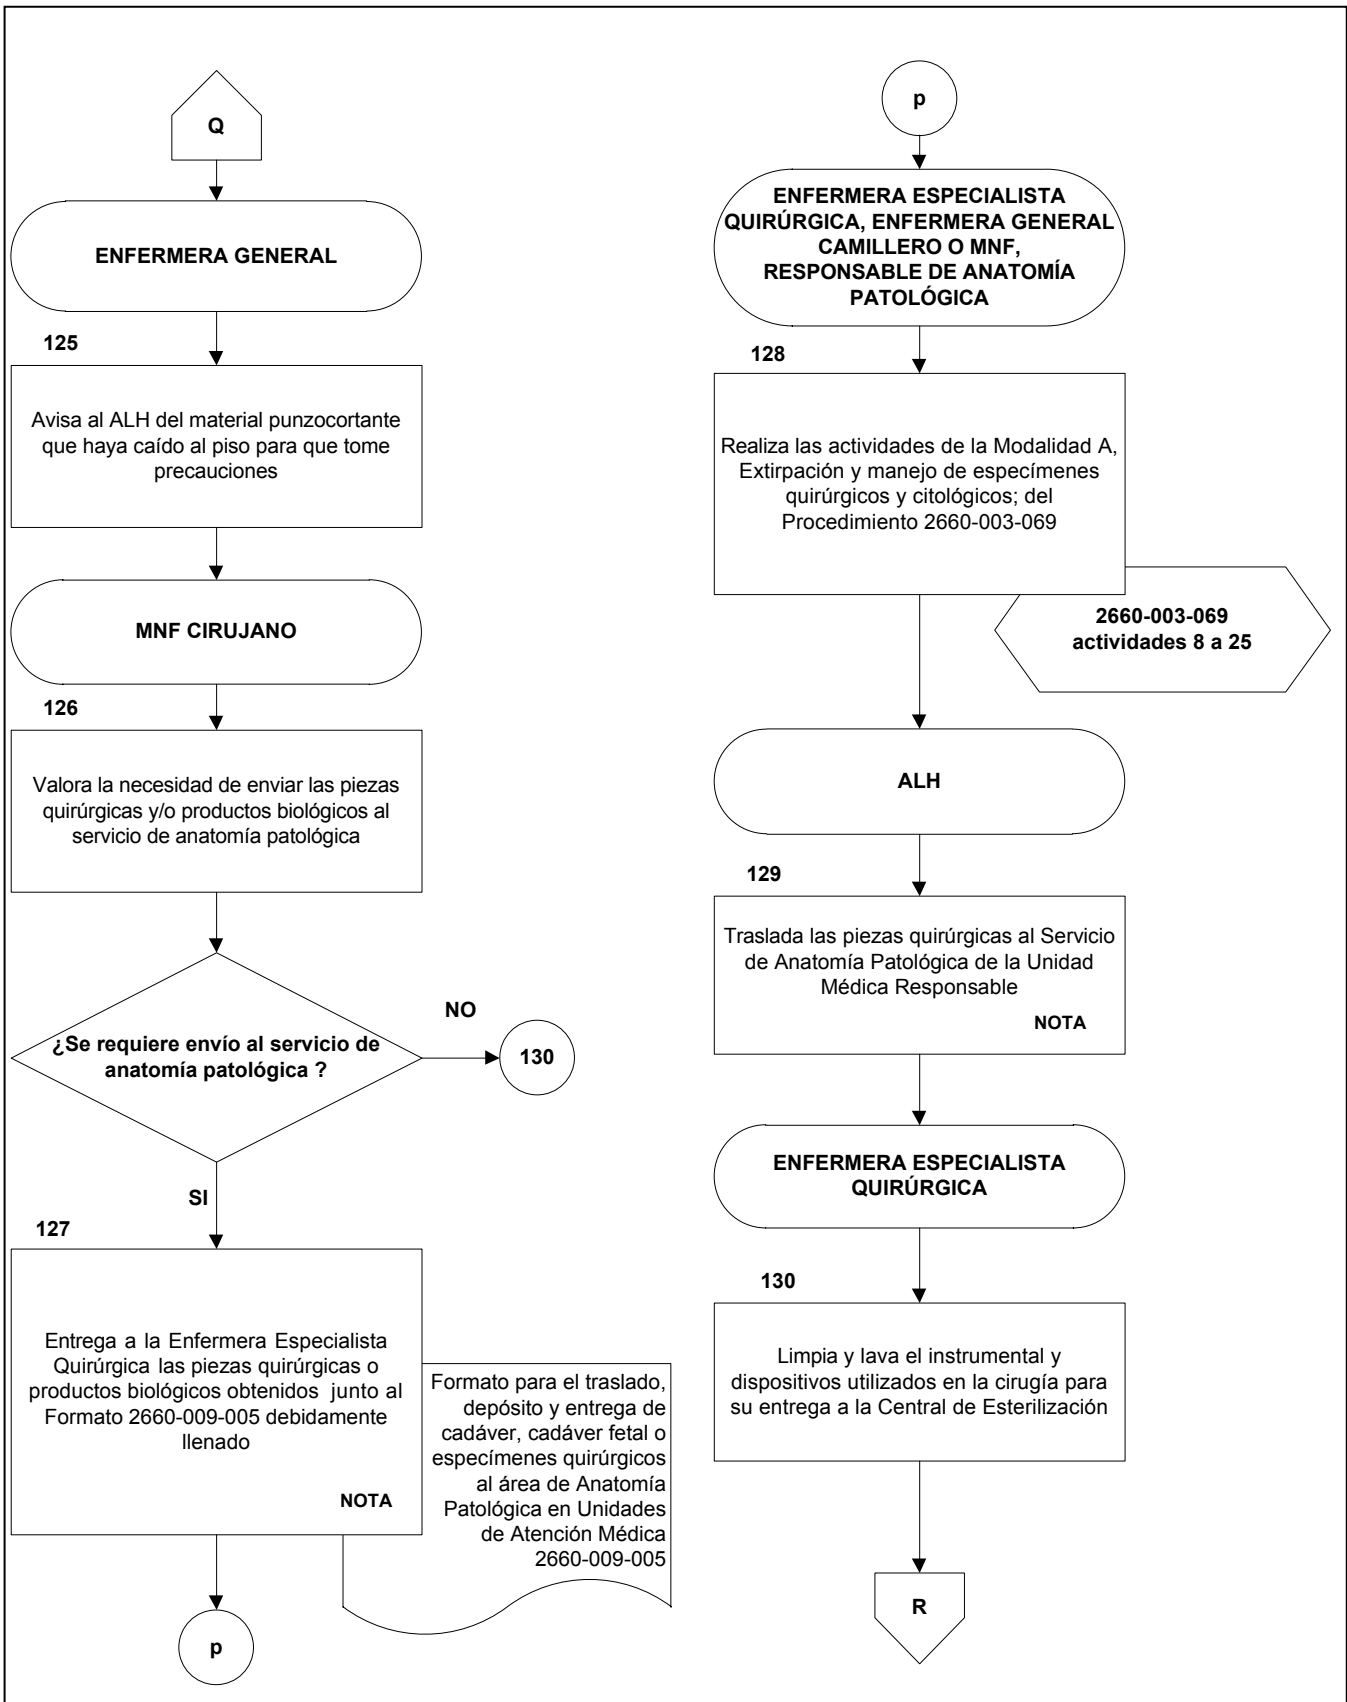 Q
ENFERMERA GENERAL
125
Avisa al ALH del material punzocortante
que haya caído al piso para que tome
precauciones
MNF CIRUJANO
126
Valora la necesidad de enviar las piezas
quirúrgicas y/o productos biológicos al
servicio de anatomía patológica
¿Se requiere envío al servicio de
anatomía patológica ?
NO
130
SI
127
Entrega a la Enfermera Especialista
Quirúrgica las piezas quirúrgicas o
productos biológicos obtenidos junto al
Formato 2660-009-005 debidamente
llenado
NOTA
Formato para el traslado,
depósito y entrega de
cadáver, cadáver fetal o
especímenes quirúrgicos
al área de Anatomía
Patológica en Unidades
de Atención Médica
2660-009-005
p
p
ENFERMERA ESPECIALISTA
QUIRÚRGICA, ENFERMERA GENERAL
CAMILLERO O MNF,
RESPONSABLE DE ANATOMÍA
PATOLÓGICA
128
Realiza las actividades de la Modalidad A,
Extirpación y manejo de especímenes
quirúrgicos y citológicos; del
Procedimiento 2660-003-069
2660-003-069
actividades 8 a 25
ALH
129
Traslada las piezas quirúrgicas al Servicio
de Anatomía Patológica de la Unidad
Médica Responsable
NOTA
ENFERMERA ESPECIALISTA
QUIRÚRGICA
130
Limpia y lava el instrumental y
dispositivos utilizados en la cirugía para
su entrega a la Central de Esterilización
R